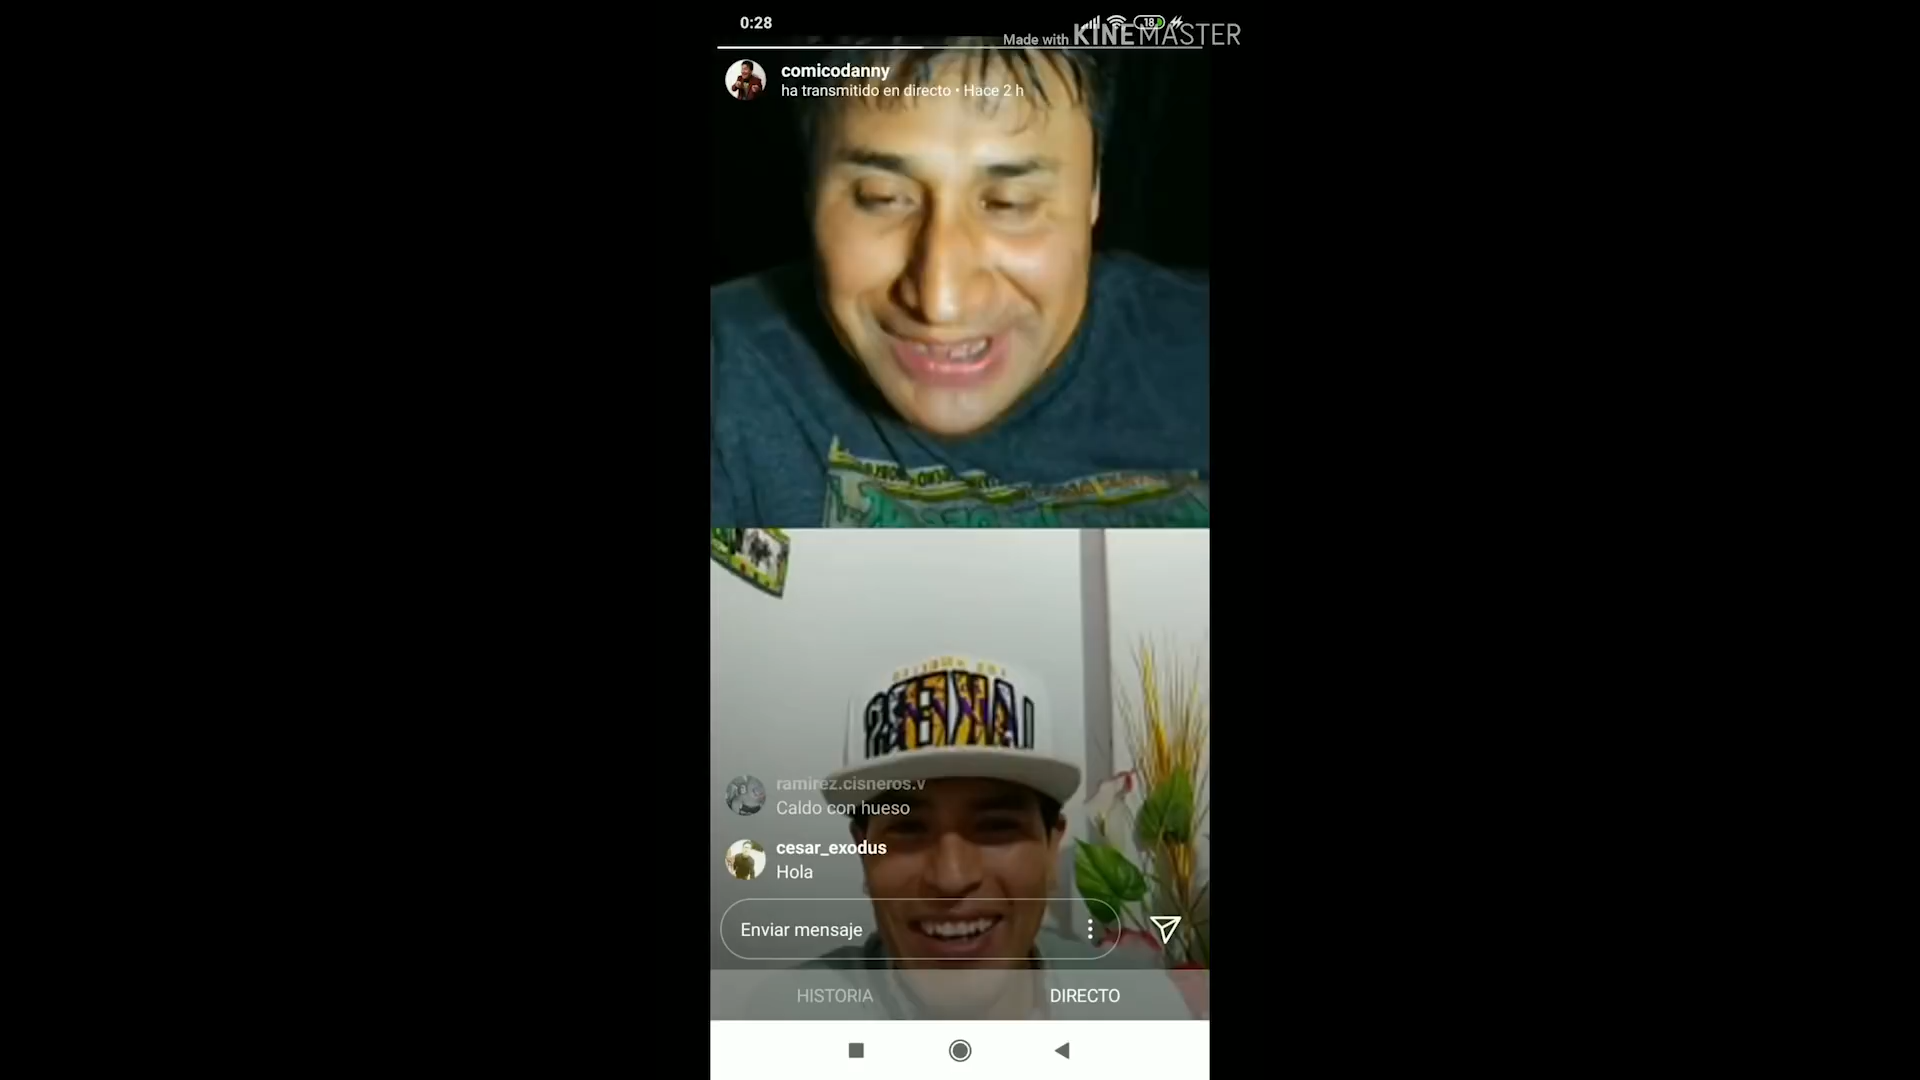 0:28
18
Made with KINEMASTER
comicodanny
ha transmitido en directo • Hace 2 h
ramirez.cisneros.v
Caldo con hueso
cesar_exodus
Hola
Enviar mensaje
HISTORIA
DIRECTO